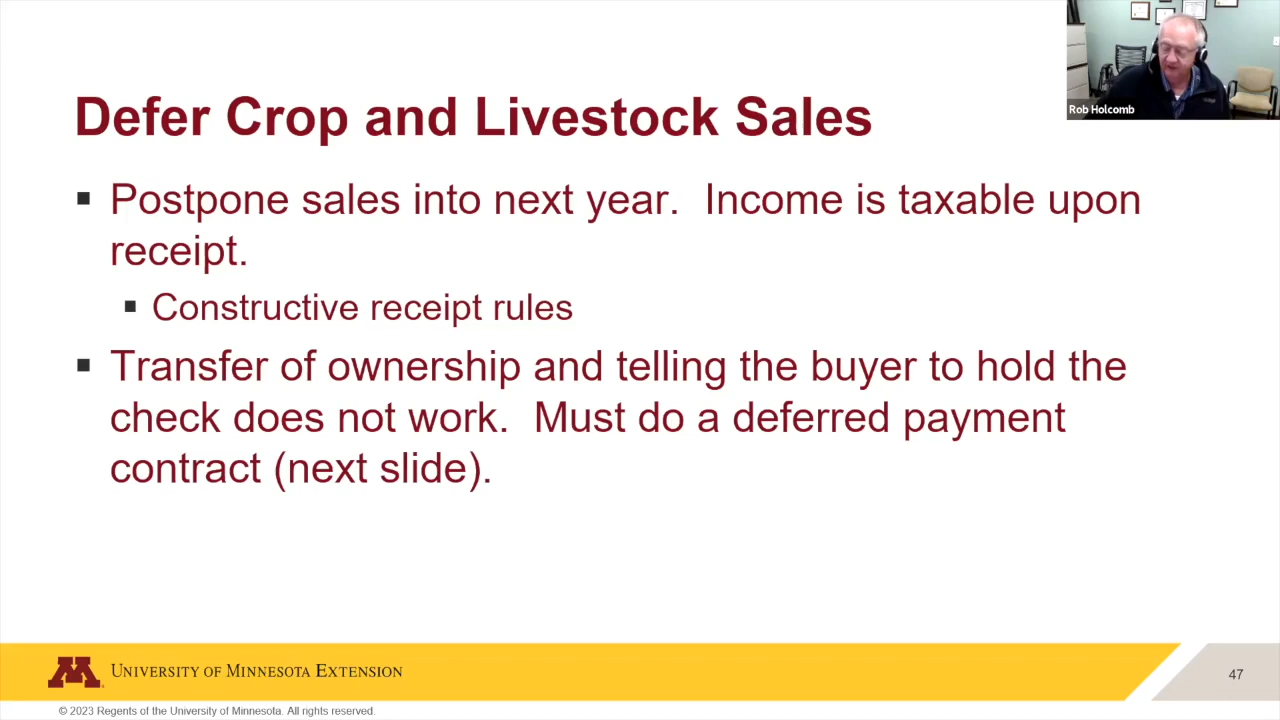 Rob Holcomb
Defer Crop and Livestock Sales
▪ Postpone sales into next year.  Income is taxable upon
receipt.
▪ Constructive receipt rules
▪ Transfer of ownership and telling the buyer to hold the
check does not work.  Must do a deferred payment
contract (next slide).
M
UNIVERSITY OF MINNESOTA EXTENSION
47
© 2023 Regents of the University of Minnesota. All rights reserved.